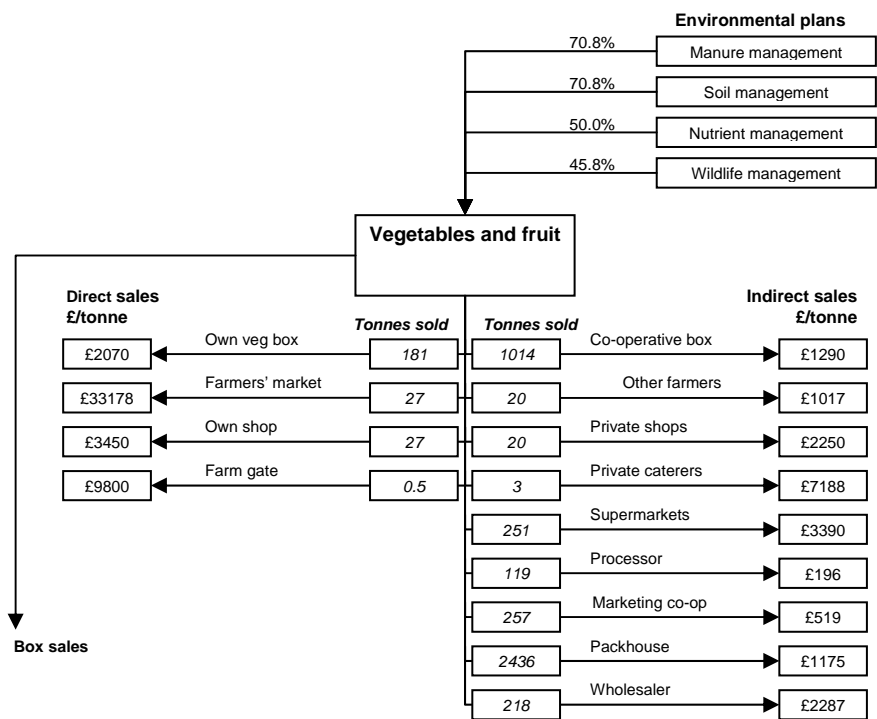 Environmental plans
70.8%
Manure management
70.8%
Soil management
50.0%
Nutrient management
45.8%
Wildlife management
Vegetables and fruit
Direct sales
£/tonne
Tonnes sold
Tonnes sold
Indirect sales
£/tonne
£2070
Own veg box
181
1014
Co-operative box
£1290
£33178
Farmers' market
27
20
Other farmers
£1017
£3450
Own shop
27
20
Private shops
£2250
£9800
Farm gate
0.5
3
Private caterers
£7188
251
Supermarkets
£3390
119
Processor
£196
257
Marketing co-op
£519
Box sales
2436
Packhouse
£1175
218
Wholesaler
£2287